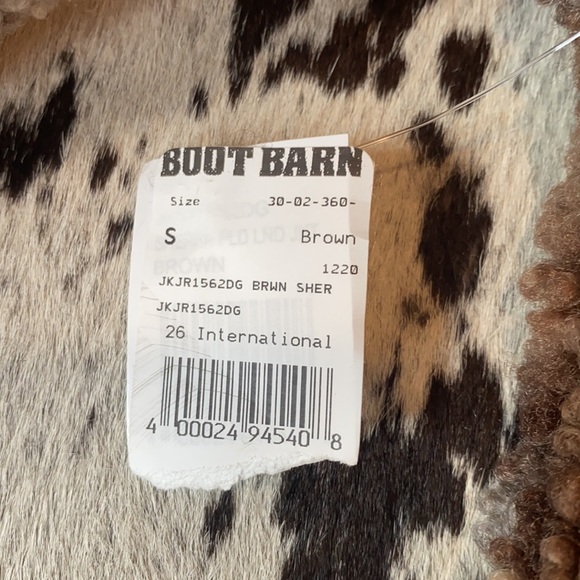 BOOT BARN
Size 30-02-360-
S Brown
1220
JKJR1562DG BRWN SHER
JKJR1562DG
26 International
4 00024 94540 8